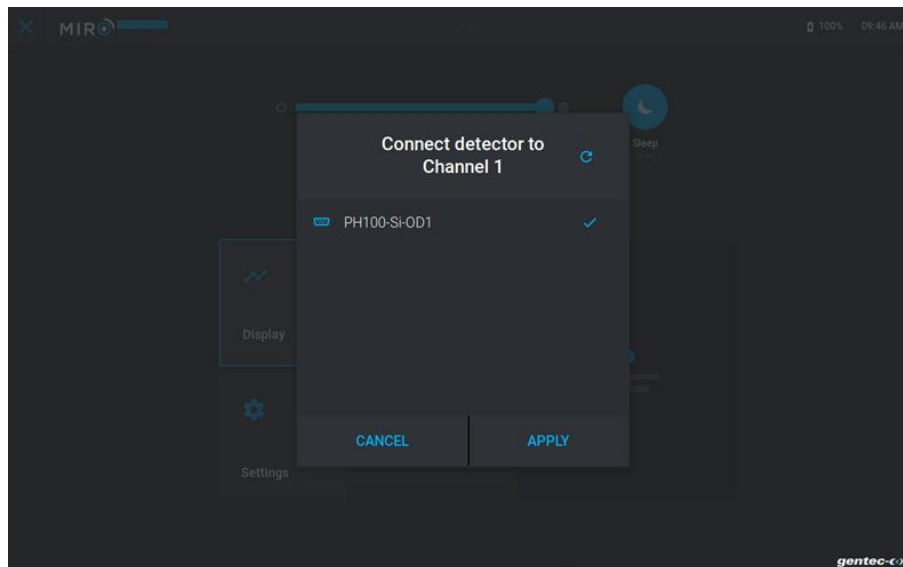 MIRO
100% 09:46 AM
Sleep
Connect detector to
Channel 1
PH100-Si-OD1
Display
Settings
CANCEL APPLY
gentec-eo